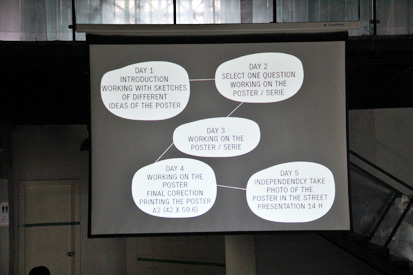 DAY 1
INTRODUCTION
WORKING WITH SKETCHES
OF DIFFERENT
IDEAS OF THE POSTER
DAY 2
SELECT ONE QUESTION
WORKING ON THE
POSTER / SERIE
DAY 3
WORKING ON THE
POSTER / SERIE
DAY 4
WORKING ON THE
POSTER
FINAL CORECTION
PRINTING THE POSTER
A2 (42 X 59,6)
DAY 5
INDEPENDENTLY TAKE
PHOTO OF THE
POSTER IN THE STREET
PRESENTATION 14 H